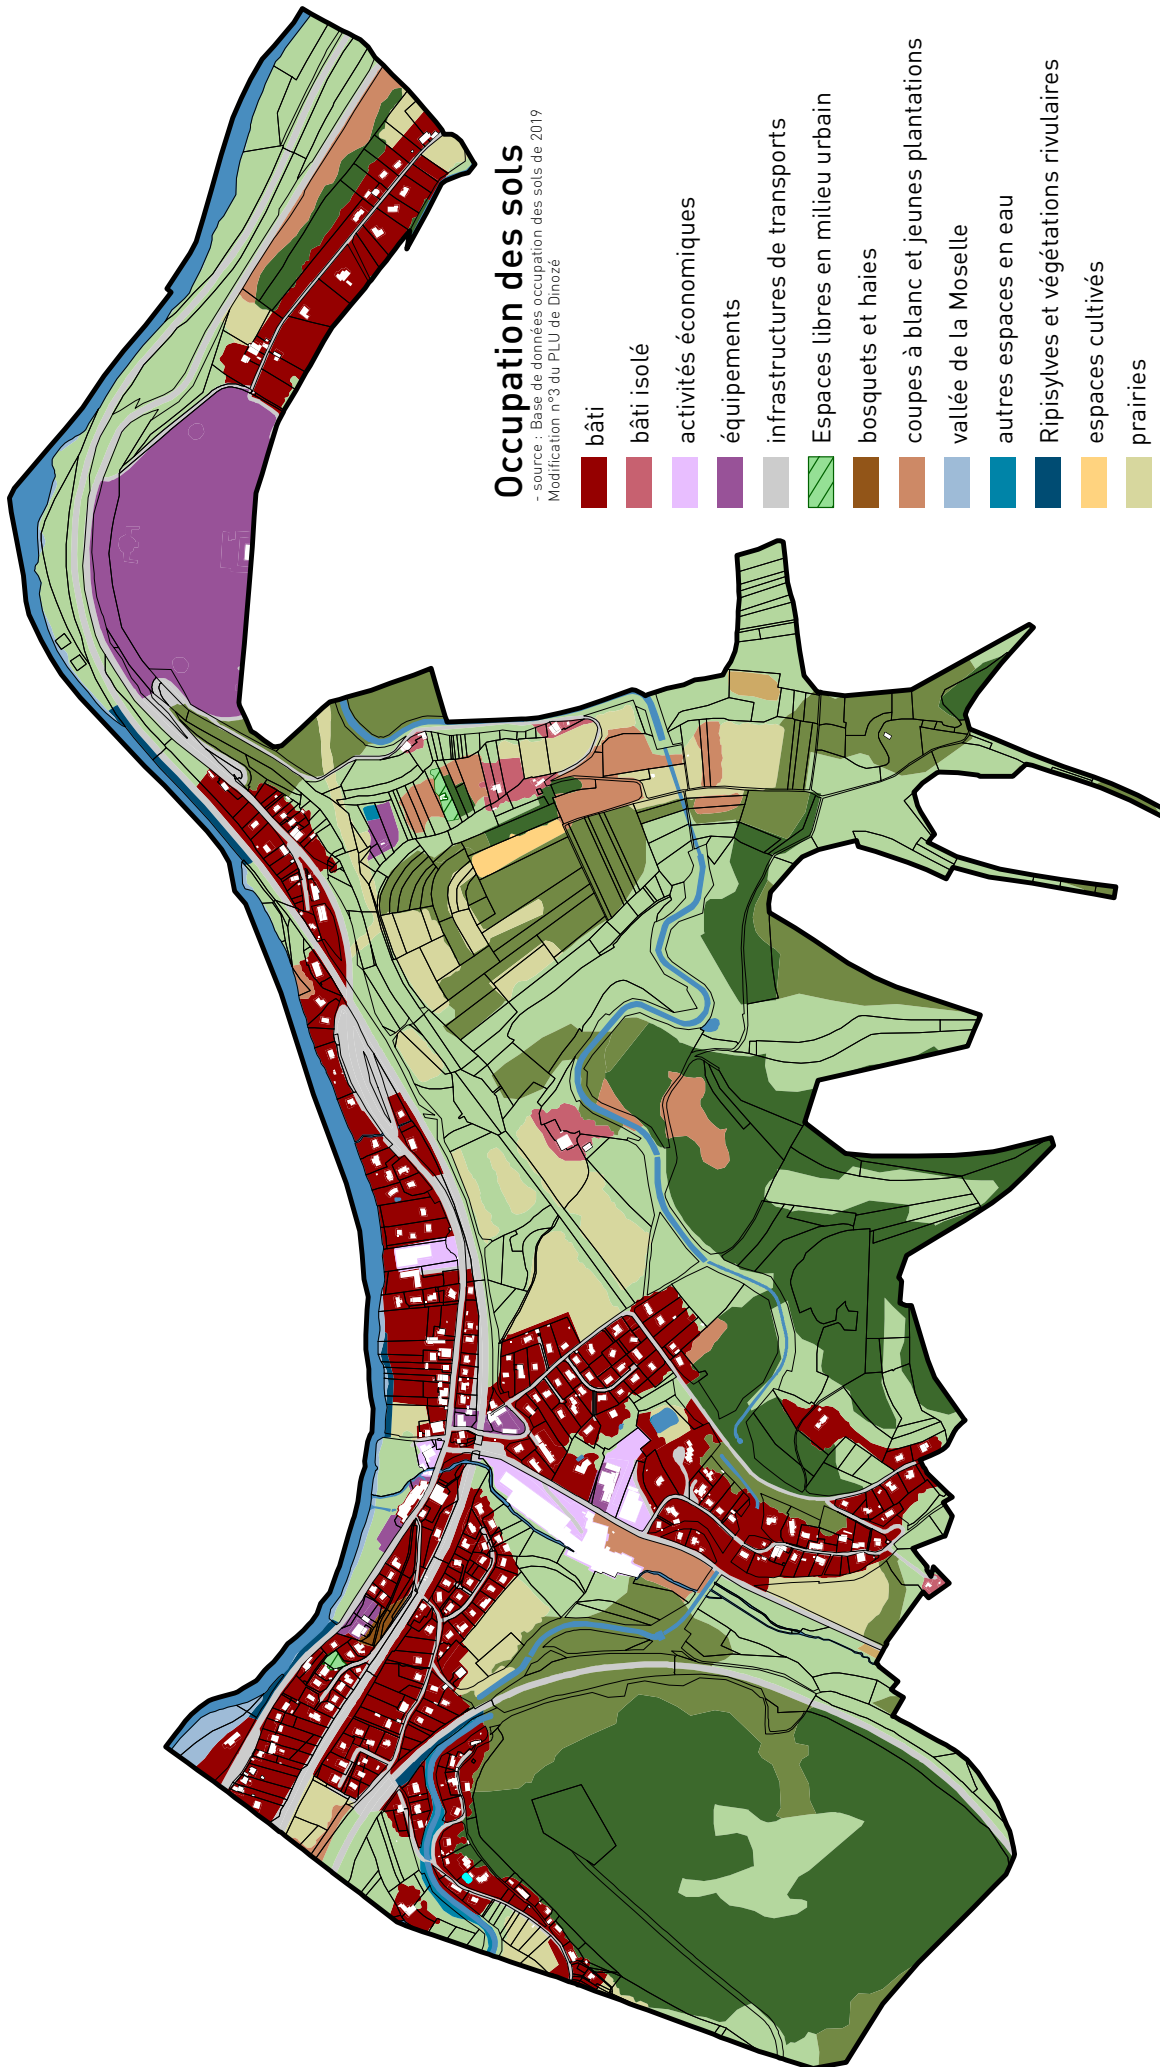 Occupation des sols
- source : Base de données occupation des sols de 2019
Modification n°3 du PLU de Dinozé
bâti
bâti isolé
activités économiques
équipements
infrastructures de transports
Espaces libres en milieu urbain
bosquets et haies
coupes à blanc et jeunes plantations
vallée de la Moselle
autres espaces en eau
Ripisylves et végétations rivulaires
espaces cultivés
prairies